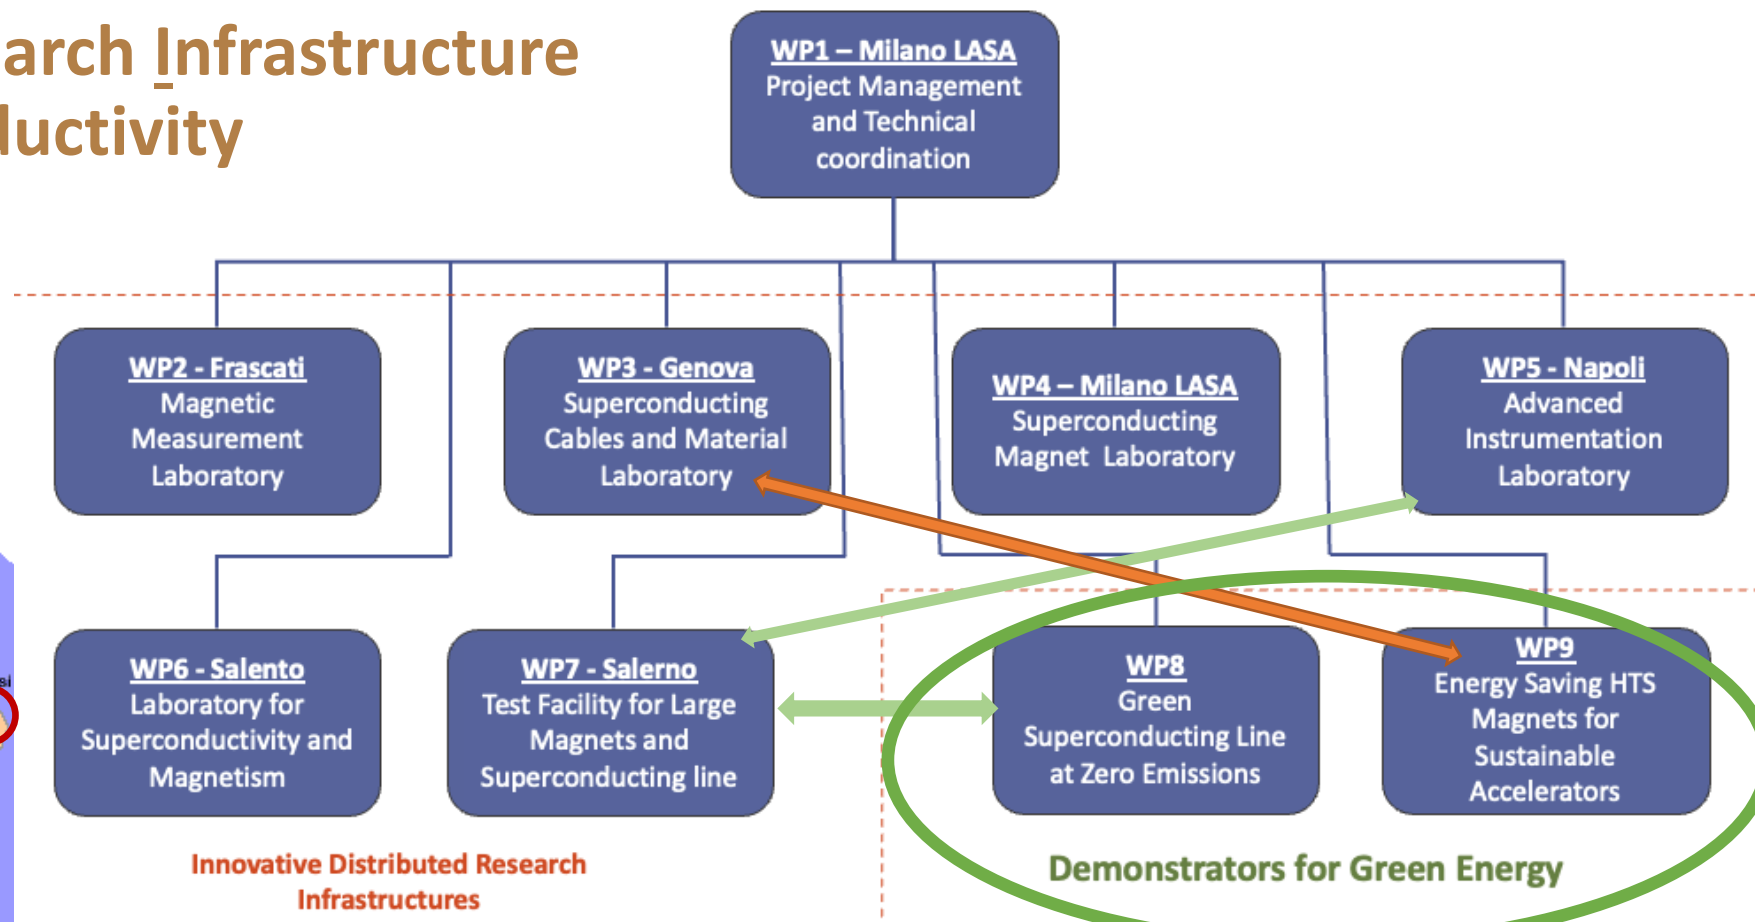 arch Infrastructure
ductivity
WP1 – Milano LASA
Project Management
and Technical
coordination
WP2 - Frascati
Magnetic
Measurement
Laboratory
WP3 - Genova
Superconducting
Cables and Material
Laboratory
WP4 – Milano LASA
Superconducting
Magnet Laboratory
WP5 - Napoli
Advanced
Instrumentation
Laboratory
WP6 - Salento
Laboratory for
Superconductivity and
Magnetism
WP7 - Salerno
Test Facility for Large
Magnets and
Superconducting line
WP8
Green
Superconducting Line
at Zero Emissions
WP9
Energy Saving HTS
Magnets for
Sustainable
Accelerators
si
Innovative Distributed Research
Infrastructures
Demonstrators for Green Energy